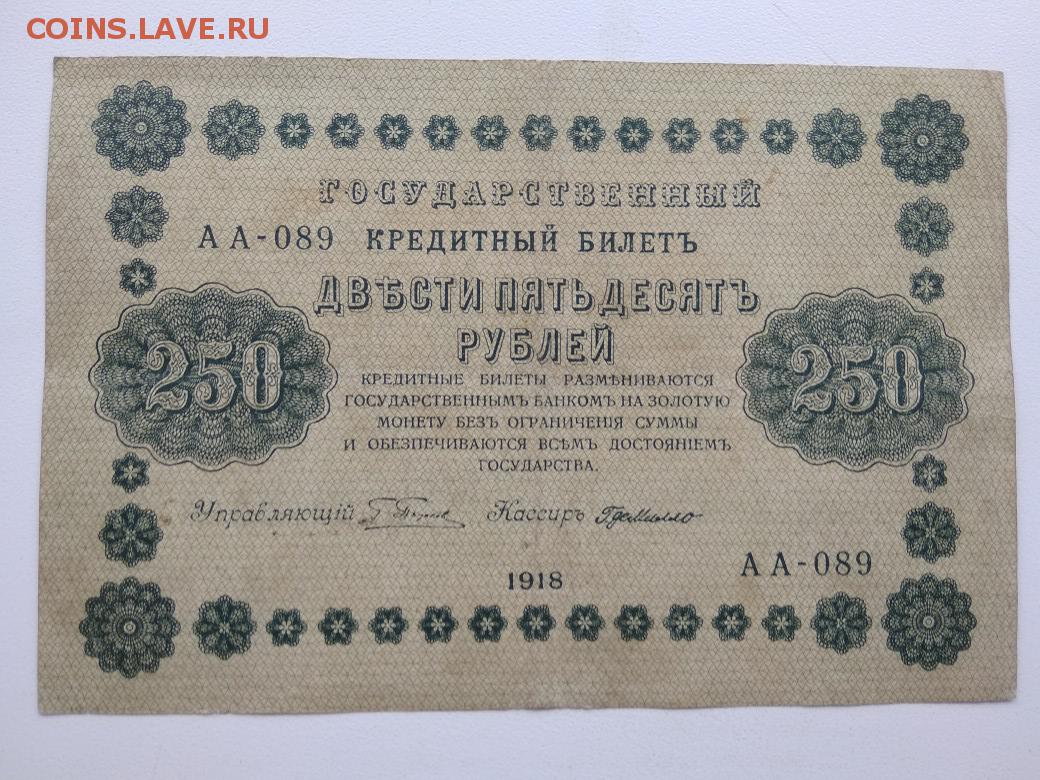 COINS.LAVE.RU
ГОСУДАРСТВЕННЫЙ
АА-089 КРЕДИТНЫЙ БИЛЕТЪ
ДВѢСТИ ПЯТЬДЕСЯТЪ
РУБЛЕЙ
250
250
КРЕДИТНЫЕ БИЛЕТЫ РАЗМѢНИВАЮТСЯ
ГОСУДАРСТВЕННЫМЪ БАНКОМЪ НА ЗОЛОТУЮ
МОНЕТУ БЕЗЪ ОГРАНИЧЕНІЯ СУММЫ
И ОБЕЗПЕЧИВАЮТСЯ ВСѢМЪ ДОСТОЯНІЕМЪ
ГОСУДАРСТВА.
Управляющій Кассиръ
АА-089
1918